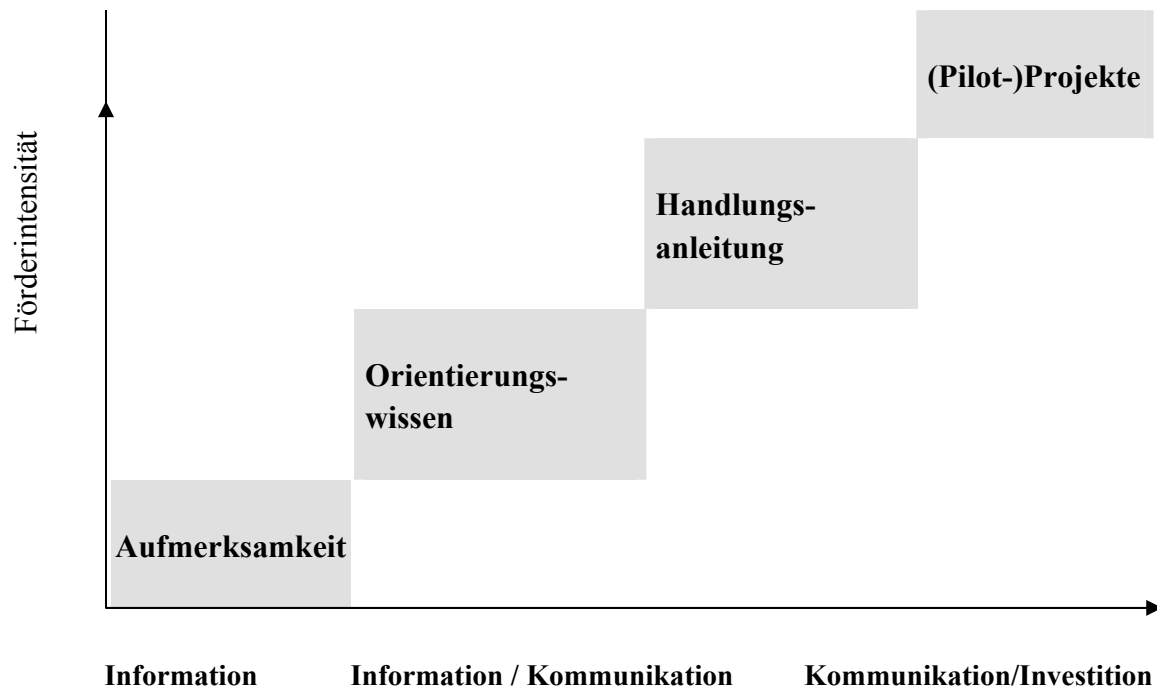 (Pilot-)Projekte
Förderintensität
Handlungs-
anleitung
Orientierungs-
wissen
Aufmerksamkeit
Information Information / Kommunikation Kommunikation/Investition